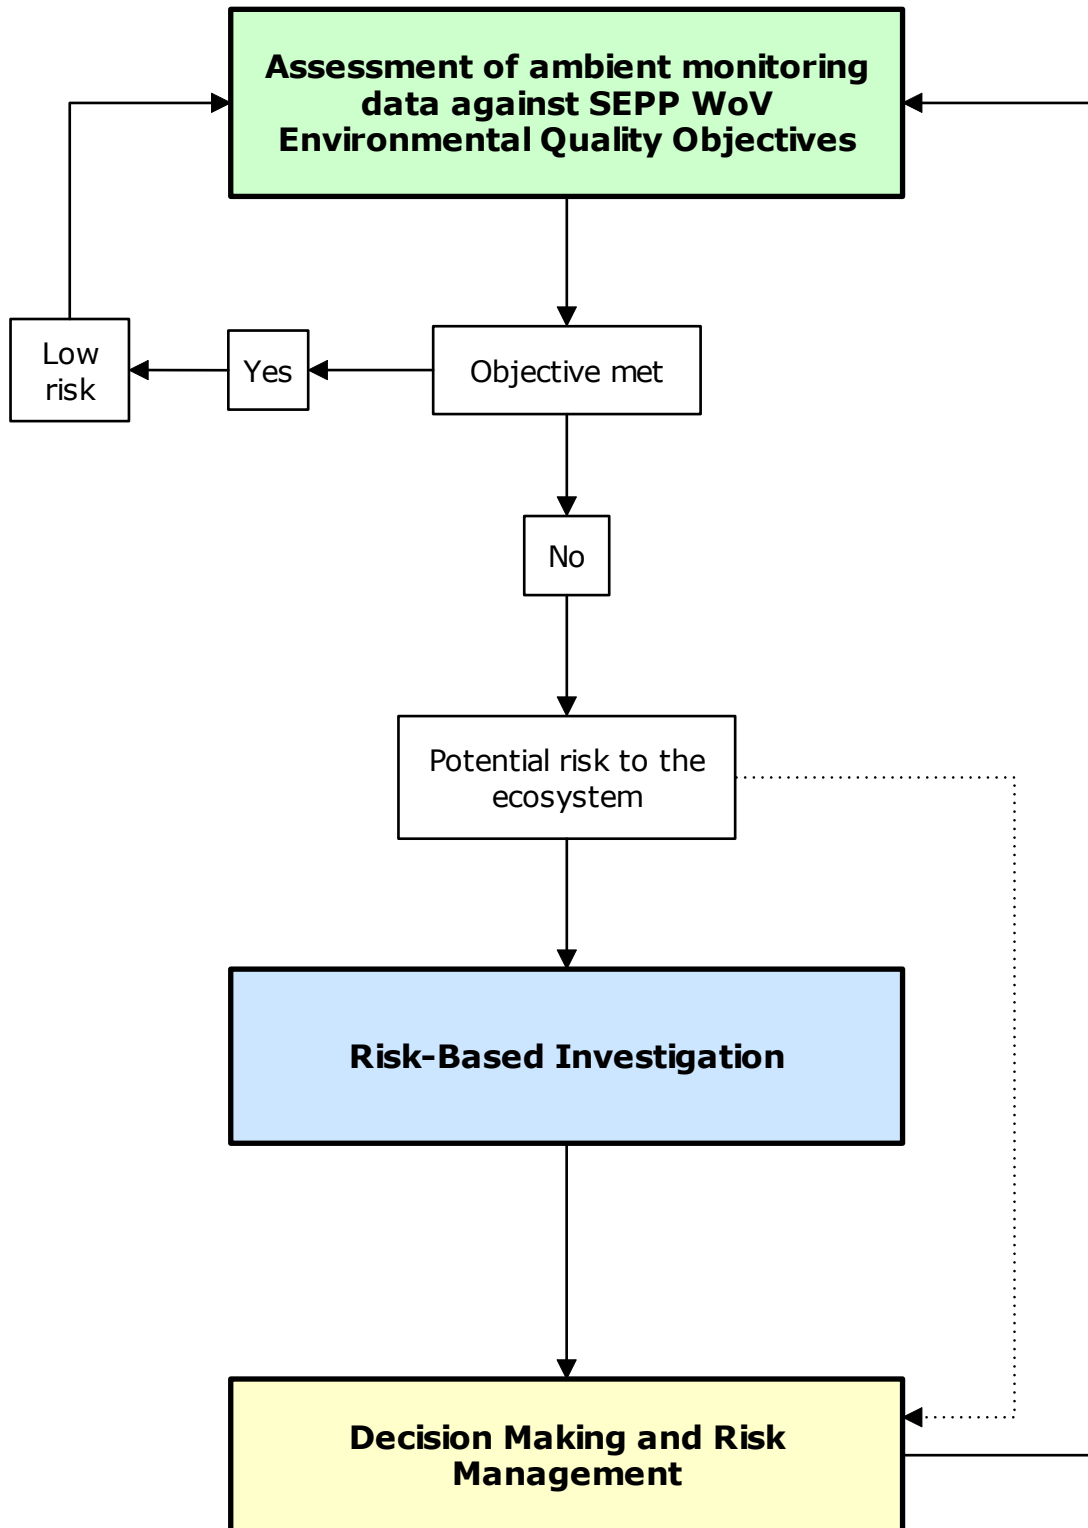 Assessment of ambient monitoring
data against SEPP WoV
Environmental Quality Objectives
Low
risk
Yes
Objective met
No
Potential risk to the
ecosystem
Risk-Based Investigation
Decision Making and Risk
Management